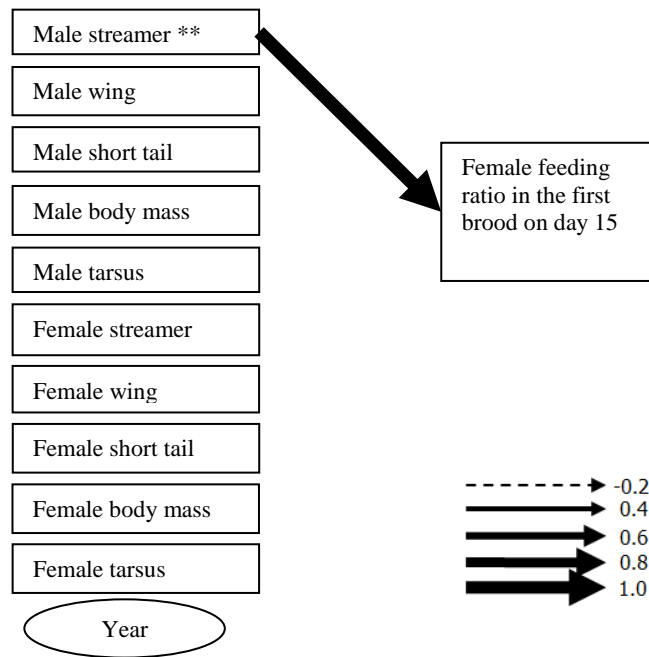 Male streamer **
Male wing
Male short tail
Male body mass
Male tarsus
Female streamer
Female wing
Female short tail
Female body mass
Female tarsus
Year
Female feeding
ratio in the first
brood on day 15
-0.2
0.4
0.6
0.8
1.0